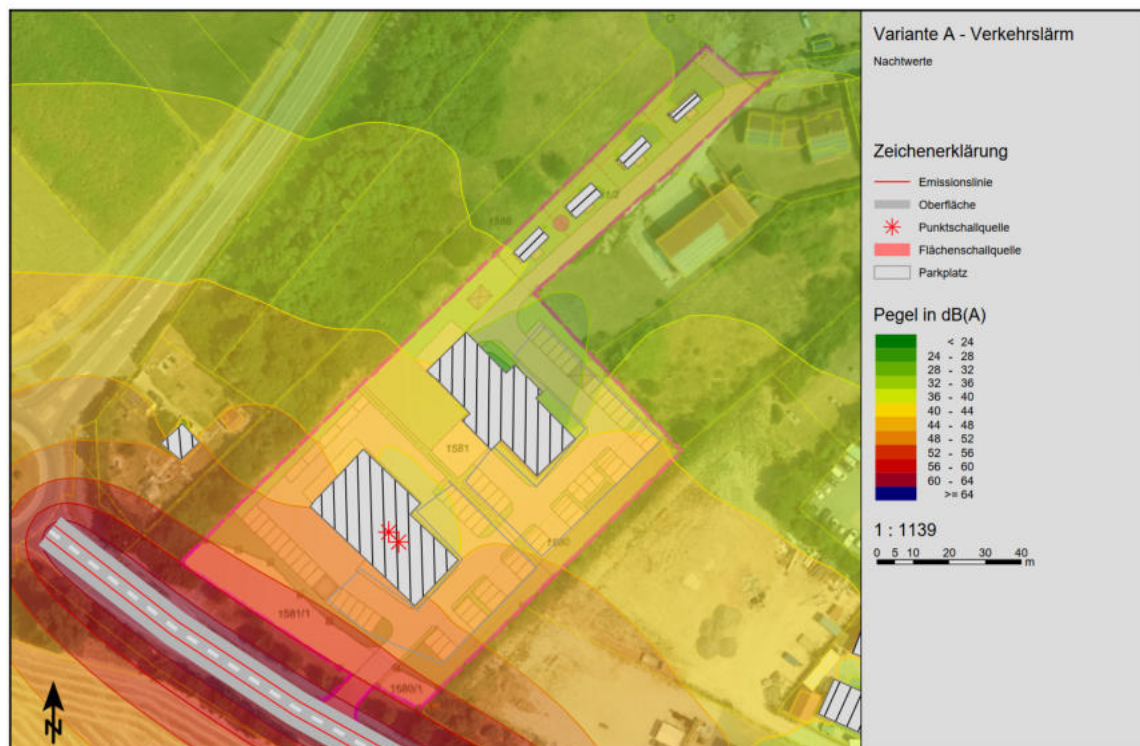 Variante A - Verkehrslärm
Nachtwerte
Zeichenerklärung
Emissionslinie
Oberfläche
Punktschallquelle
Flächenschallquelle
Parkplatz
Pegel in dB(A)
< 24
24 - 28
28 - 32
32 - 36
36 - 40
40 - 44
44 - 48
48 - 52
52 - 56
56 - 60
60 - 64
>= 64
1 : 1139
0 5 10 20 30 40
m
1581
1581/1
1580/1
N